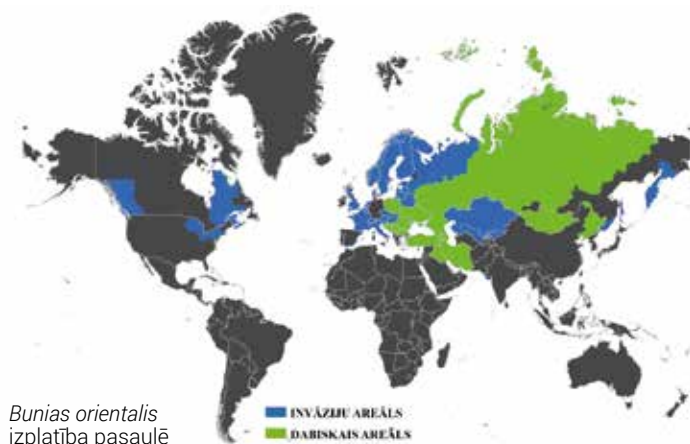 Bunias orientalis
izplatība pasaulē
INVĀZIJU AREĀLS
DABISKAIS AREĀLS